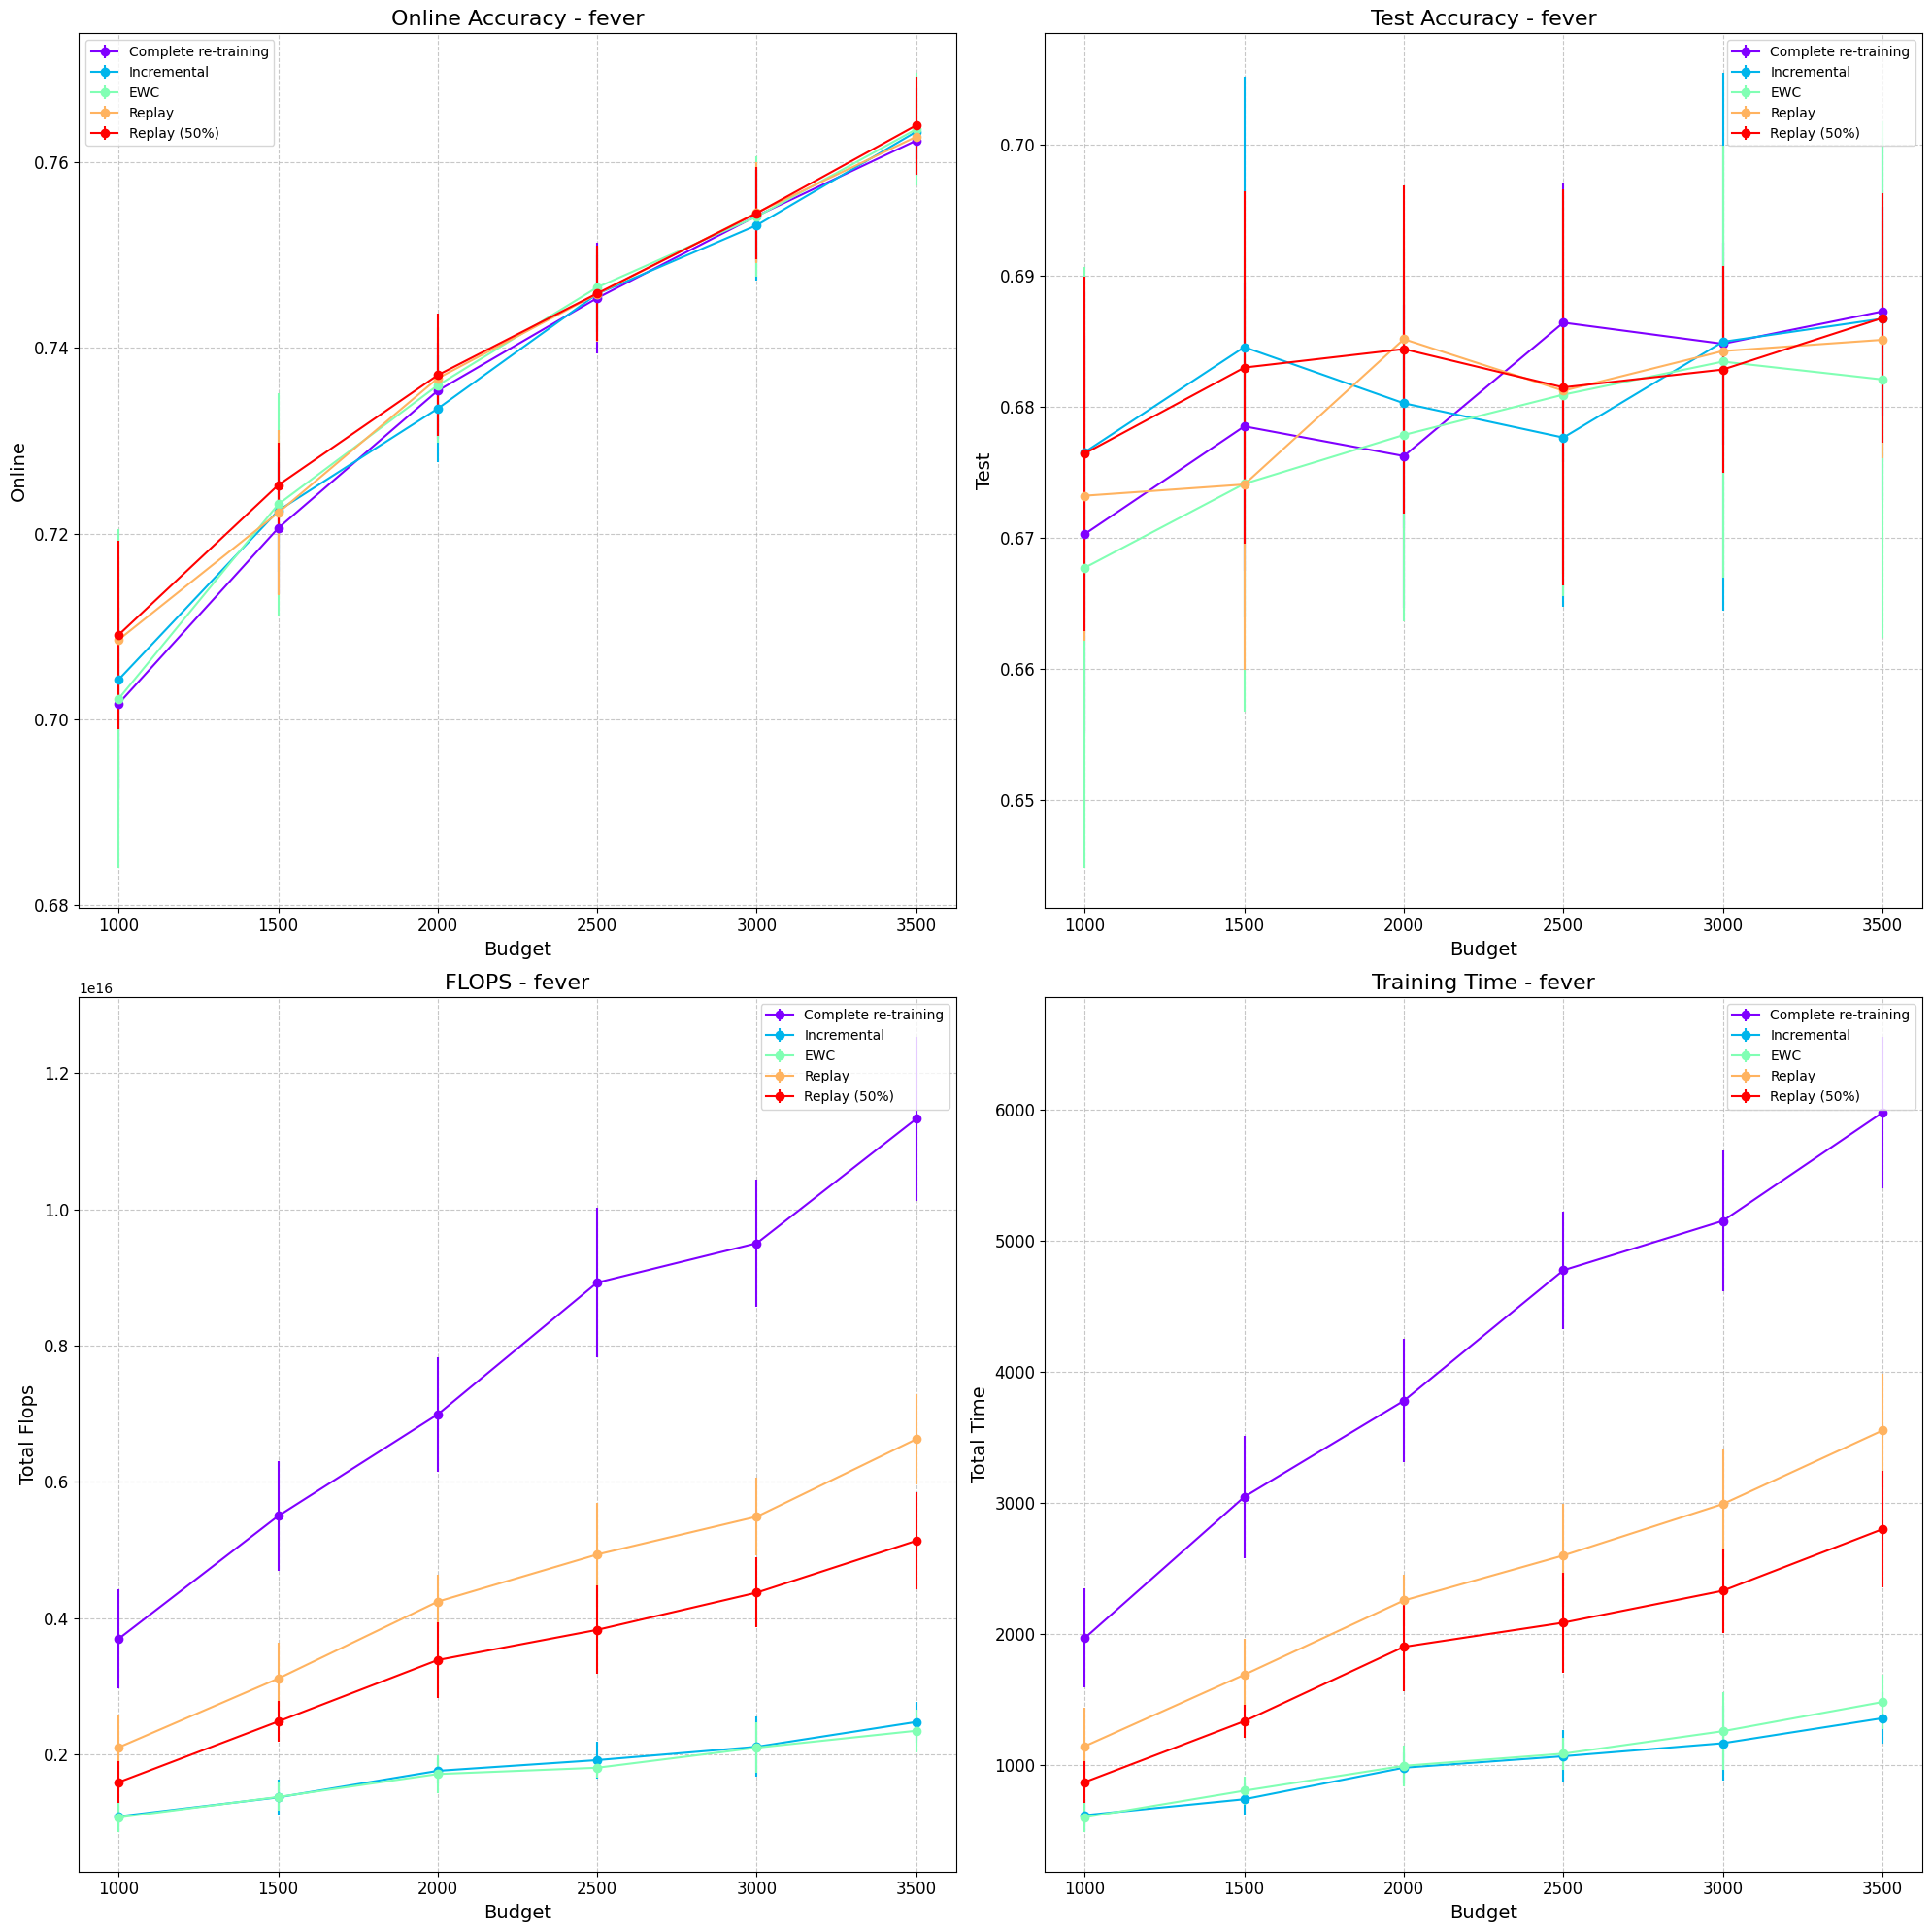 Online Accuracy - fever
Complete re-training
Incremental
EWC
Replay
Replay (50%)
Online
0.76
0.74
0.72
0.70
0.68
1000 1500 2000 2500 3000 3500
Budget
Test Accuracy - fever
Complete re-training
Incremental
EWC
Replay
Replay (50%)
Test
0.70
0.69
0.68
0.67
0.66
0.65
1000 1500 2000 2500 3000 3500
Budget
FLOPS - fever
1e16
Complete re-training
Incremental
EWC
Replay
Replay (50%)
Total Flops
1.2
1.0
0.8
0.6
0.4
0.2
1000 1500 2000 2500 3000 3500
Budget
Training Time - fever
Complete re-training
Incremental
EWC
Replay
Replay (50%)
Total Time
6000
5000
4000
3000
2000
1000
1000 1500 2000 2500 3000 3500
Budget